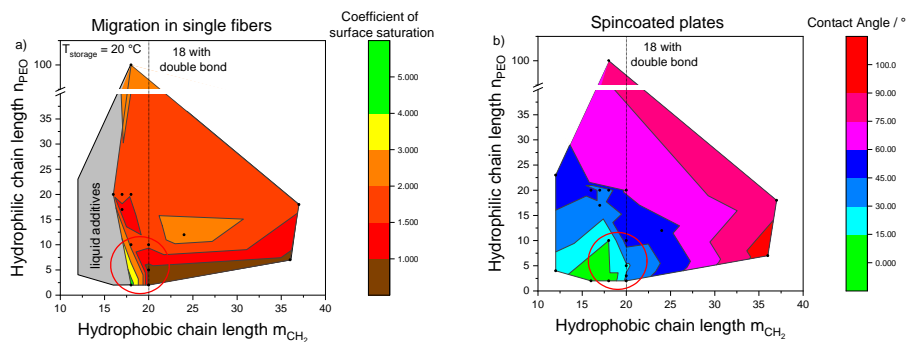 Migration in single fibers
Coefficient of
surface saturation
a)
T_storage = 20 °C
18 with
double bond
Hydrophilic chain length n_PEO
100
25
20
15
10
5
0
liquid additives
10 15 20 25 30 35 40
Hydrophobic chain length m_CH₂
5.000
4.000
3.000
2.000
1.500
1.000
Spincoated plates
Contact Angle / °
b)
18 with
double bond
Hydrophilic chain length n_PEO
100
25
20
15
10
5
0
10 15 20 25 30 35 40
Hydrophobic chain length m_CH₂
100.0
90.00
75.00
60.00
45.00
30.00
15.00
0.000